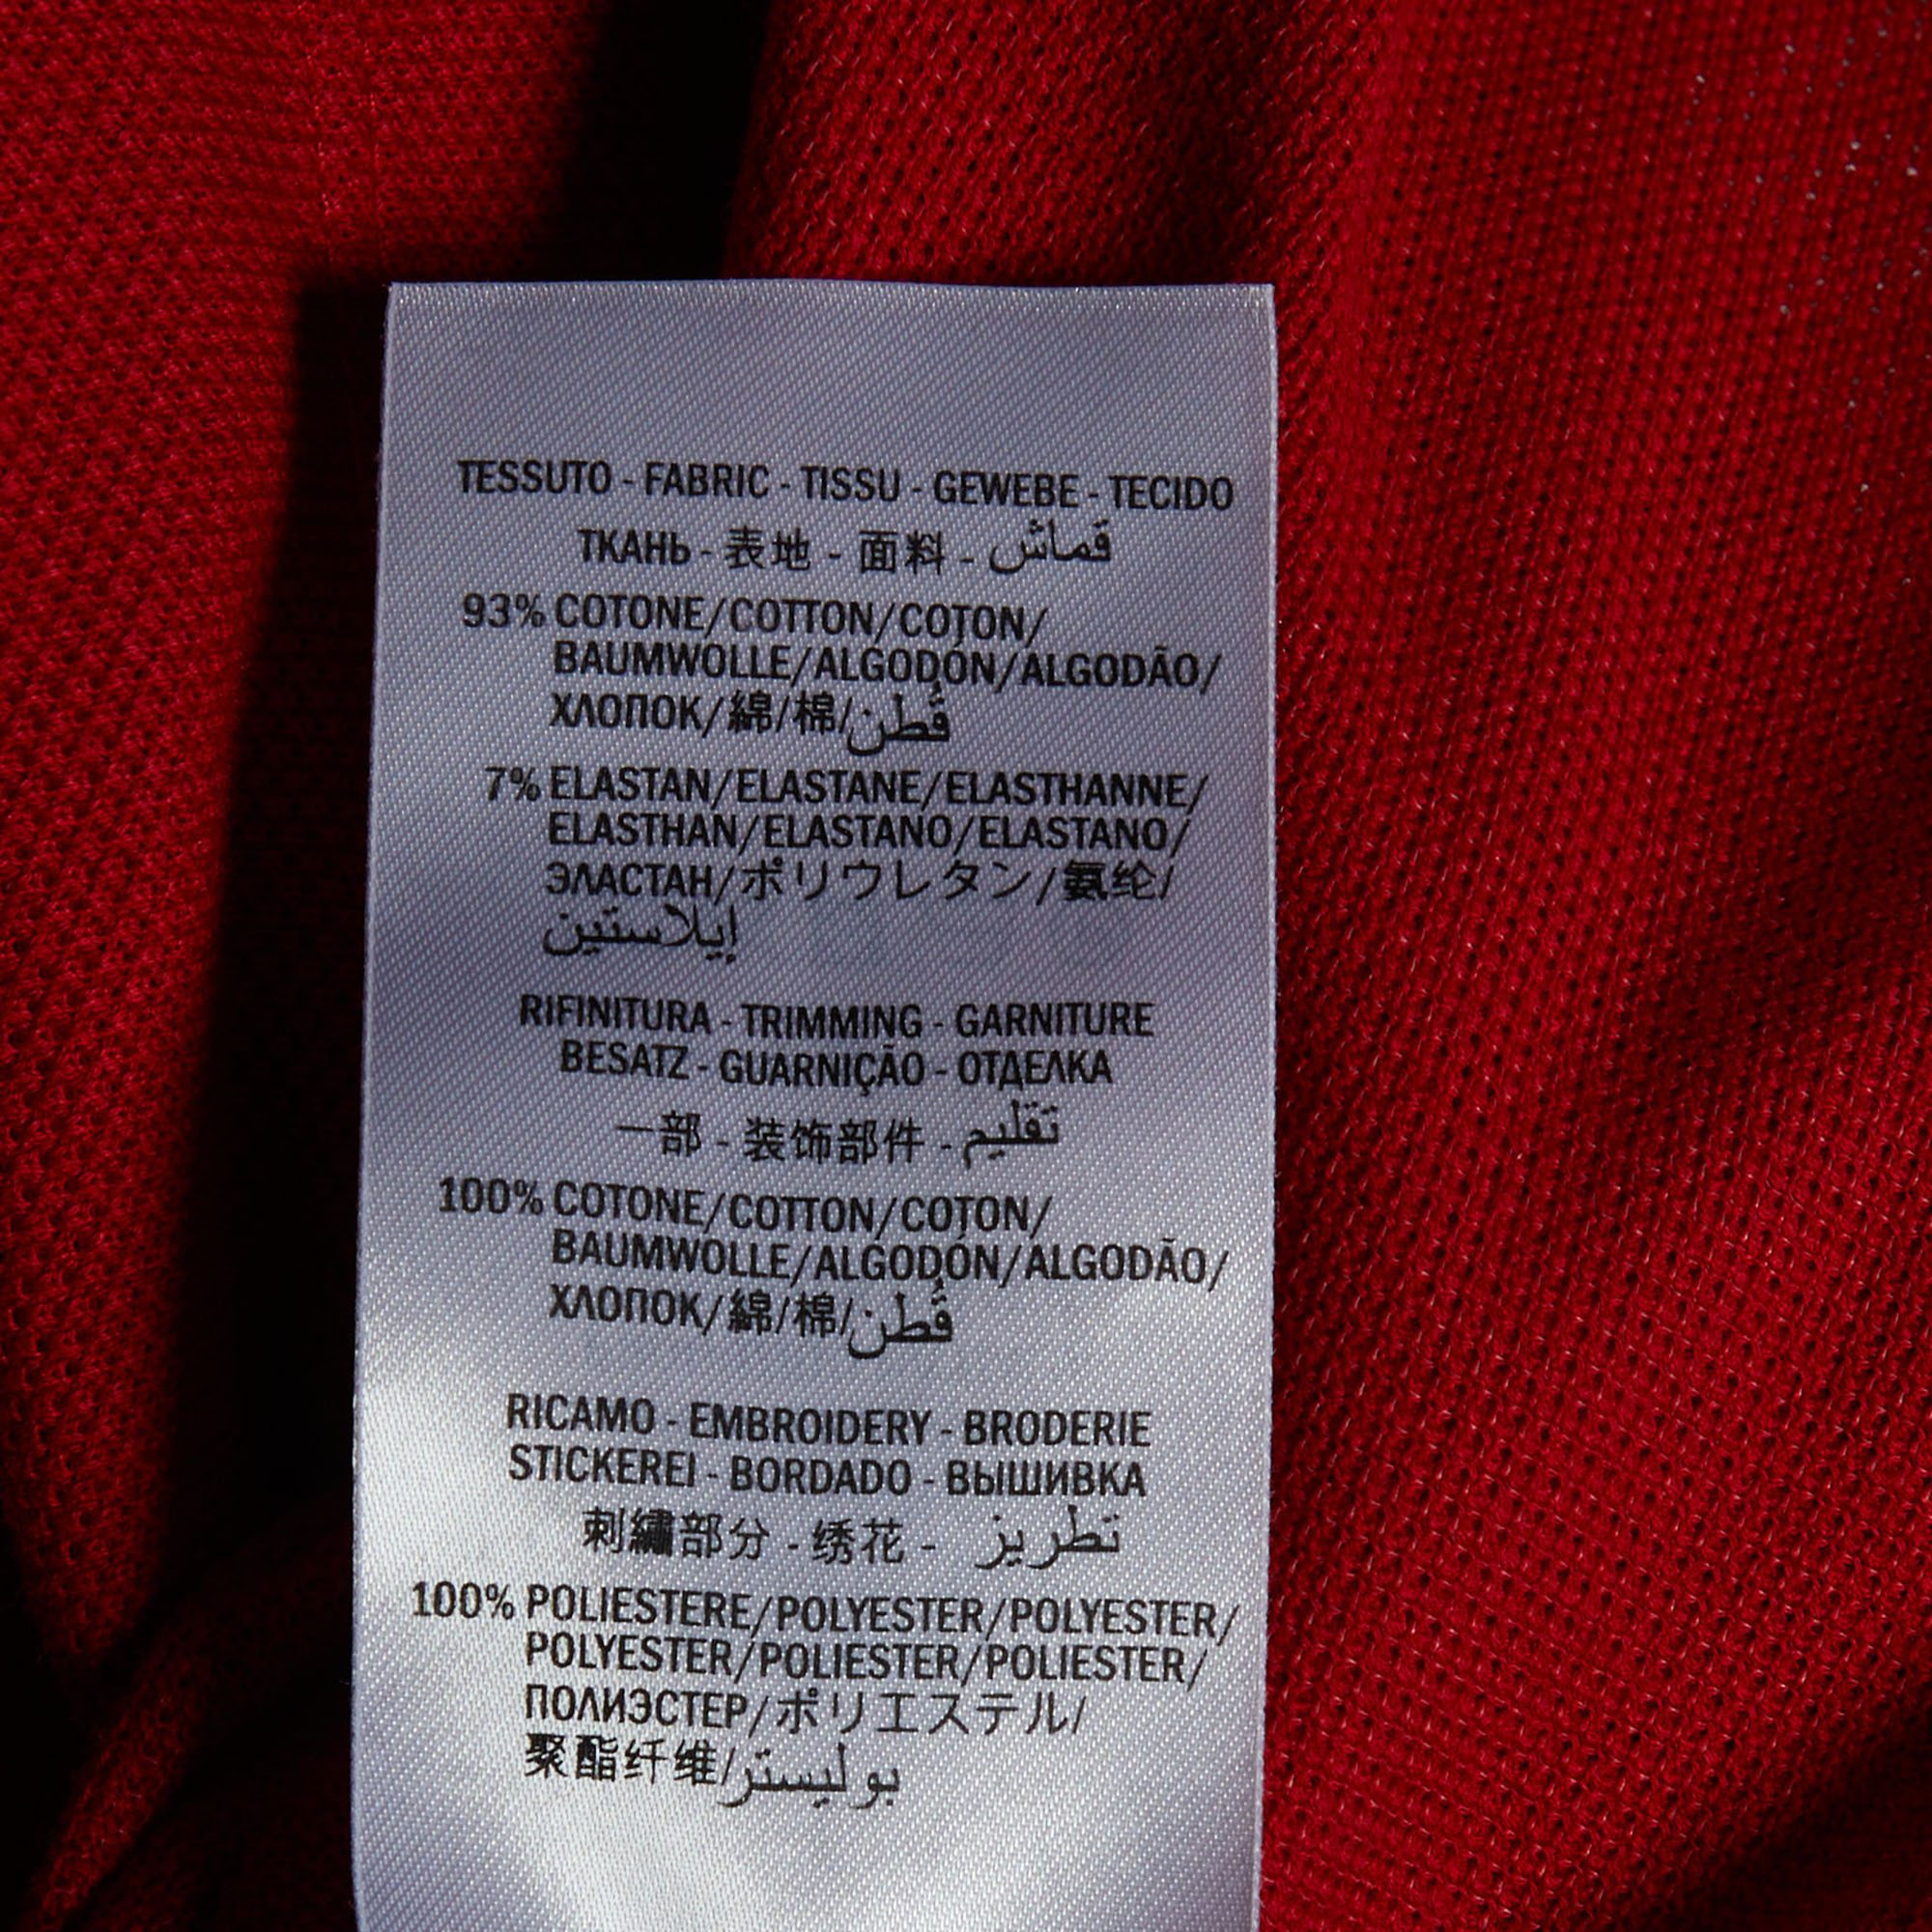 TESSUTO - FABRIC - TISSU - GEWEBE - TECIDO
ТКАНЬ - 表地 - 面料 - قماش
93% COTONE/COTTON/COTON/
BAUMWOLLE/ALGODÓN/ALGODÃO/
ХЛОПОК/綿/棉/قُطن
7% ELASTAN/ELASTANE/ELASTHANNE/
ELASTHAN/ELASTANO/ELASTANO/
ЭЛАСТАН/ポリウレタン/氨纶/
إيلاستين
RIFINITURA - TRIMMING - GARNITURE
BESATZ - GUARNIÇÃO - ОТДЕЛКА
一部 - 装饰部件 - تقليم
100% COTONE/COTTON/COTON/
BAUMWOLLE/ALGODÓN/ALGODÃO/
ХЛОПОК/綿/棉/قُطن
RICAMO - EMBROIDERY - BRODERIE
STICKEREI - BORDADO - ВЫШИВКА
刺繍部分 - 绣花 - تطريز
100% POLIESTERE/POLYESTER/POLYESTER/
POLYESTER/POLIESTER/POLIESTER/
ПОЛИЭСТЕР/ポリエステル/
聚酯纤维/بوليستر